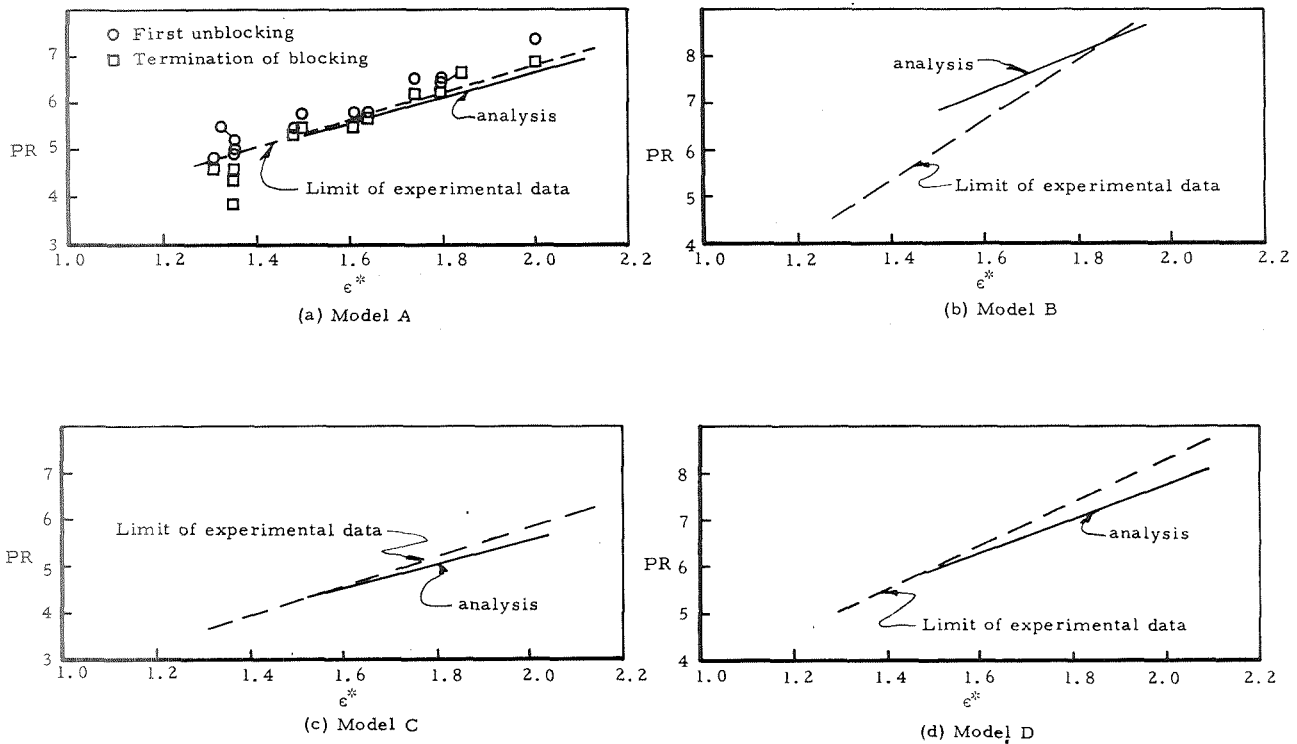 First unblocking
Termination of blocking
7
6
PR 5
4
3
analysis
Limit of experimental data
1.0 1.2 1.4 1.6 1.8 2.0 2.2
ϵ*
(a) Model A
8
7
PR 6
5
4
analysis
Limit of experimental data
1.0 1.2 1.4 1.6 1.8 2.0 2.2
ϵ*
(b) Model B
7
6
PR 5
4
3
Limit of experimental data
analysis
1.0 1.2 1.4 1.6 1.8 2.0 2.2
ϵ*
(c) Model C
8
7
PR 6
5
4
analysis
Limit of experimental data
1.0 1.2 1.4 1.6 1.8 2.0 2.2
ϵ*
(d) Model D